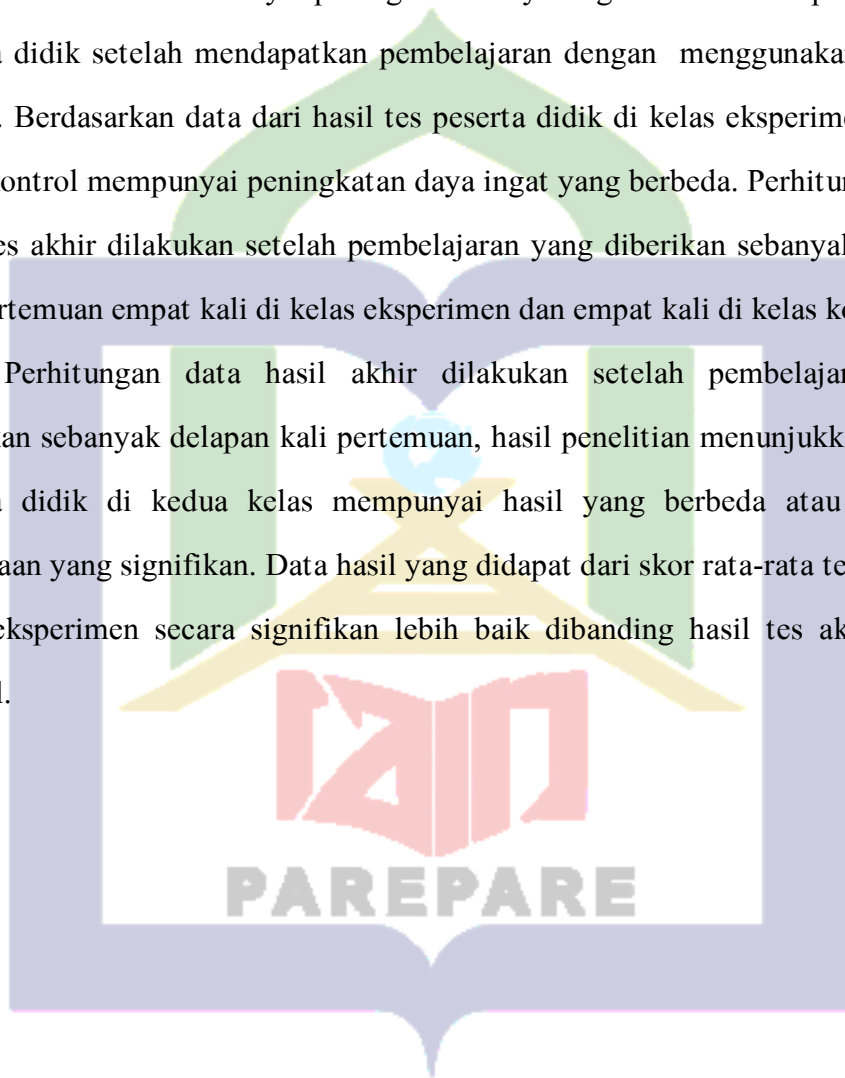 didik setelah mendapatkan pembelajaran dengan menggunakan
. Berdasarkan data dari hasil tes peserta didik di kelas eksperime
ontrol mempunyai peningkatan daya ingat yang berbeda. Perhitu
es akhir dilakukan setelah pembelajaran yang diberikan sebanyak
rtemuan empat kali di kelas eksperimen dan empat kali di kelas ko
Perhitungan data hasil akhir dilakukan setelah pembelajar
kan sebanyak delapan kali pertemuan, hasil penelitian menunjukk
didik di kedua kelas mempunyai hasil yang berbeda atau
aan yang signifikan. Data hasil yang didapat dari skor rata-rata te
eksperimen secara signifikan lebih baik dibanding hasil tes ak
l.
PAREPARE